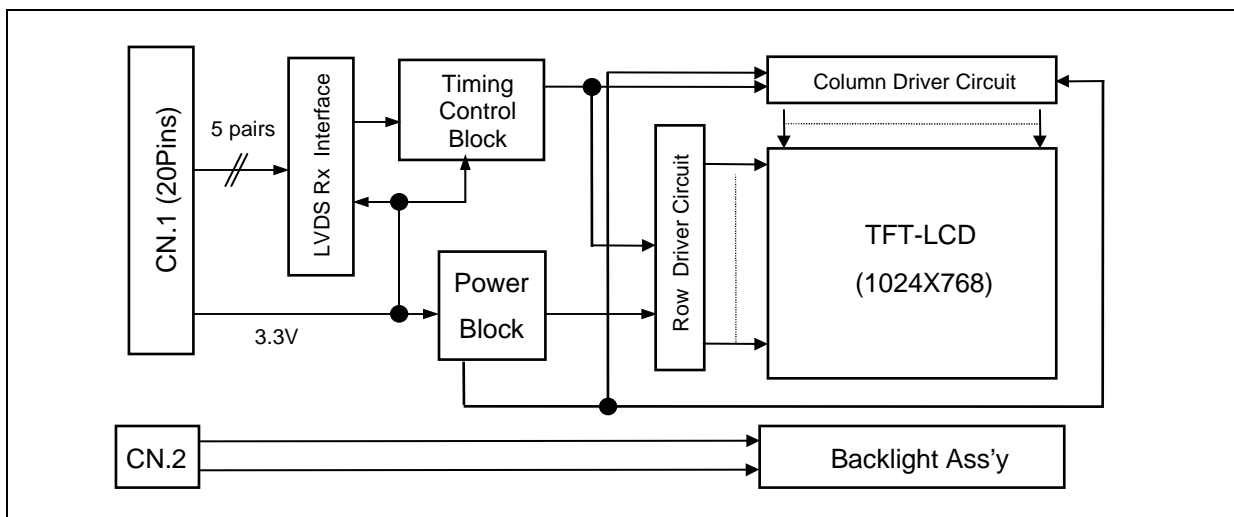 CN.1 (20Pins)
5 pairs
3.3V
LVDS Rx Interface
Timing
Control
Block
Power
Block
Row Driver Circuit
Column Driver Circuit
TFT-LCD
(1024X768)
CN.2
Backlight Ass'y